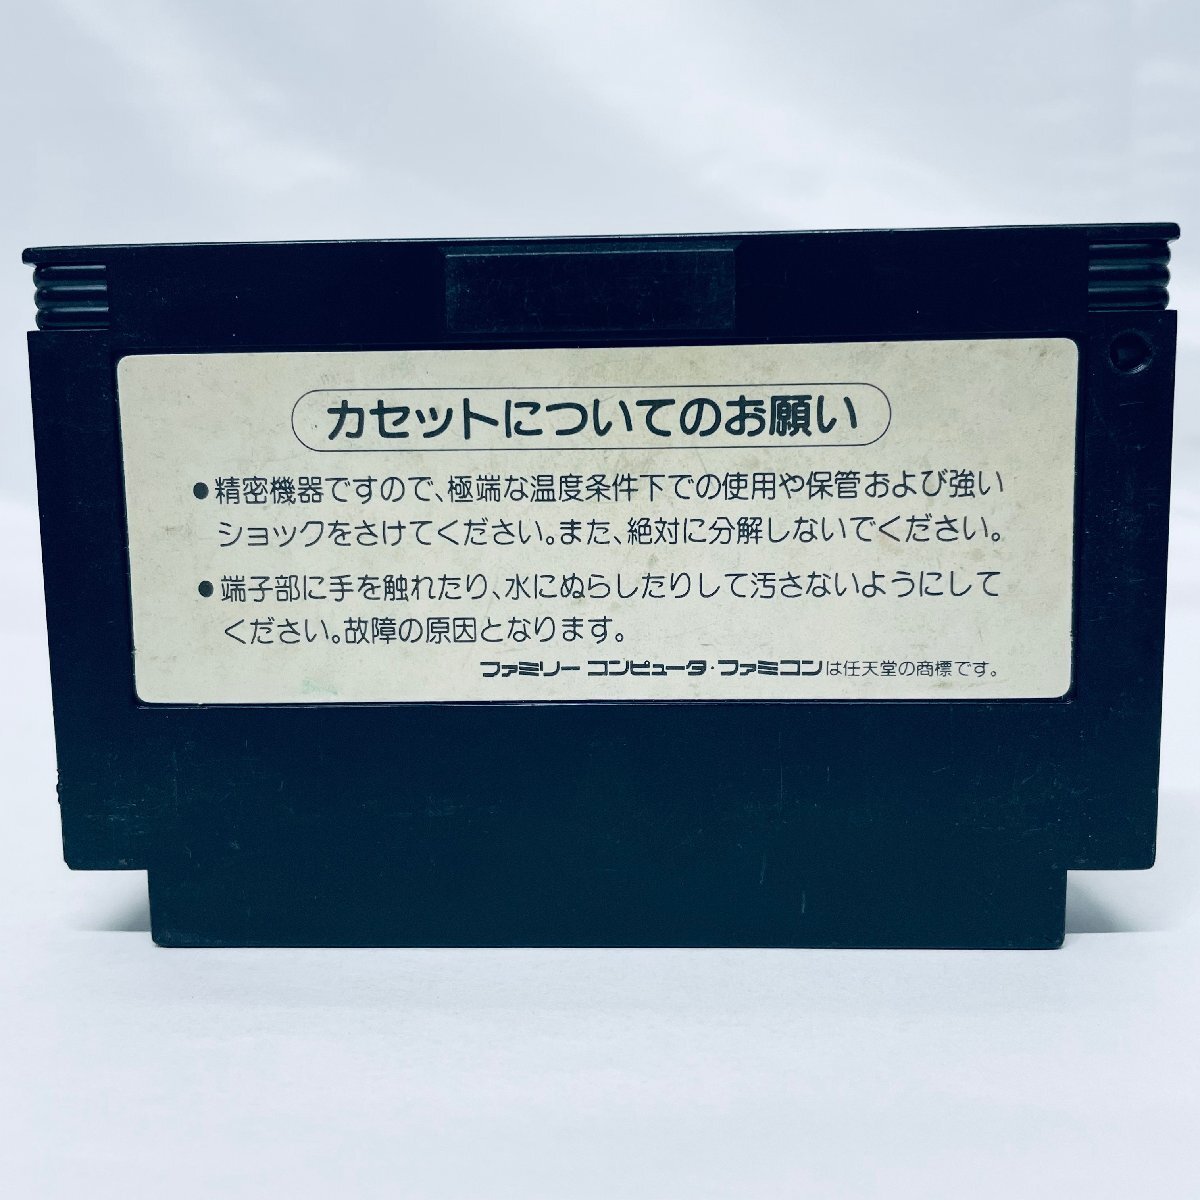 カセットについてのお願い
●精密機器ですので、極端な温度条件下での使用や保管および強い
ショックをさけてください。また、絶対に分解しないでください。
●端子部に手を触れたり、水にぬらしたりして汚さないようにして
ください。故障の原因となります。
ファミリーコンピュータ・ファミコンは任天堂の商標です。